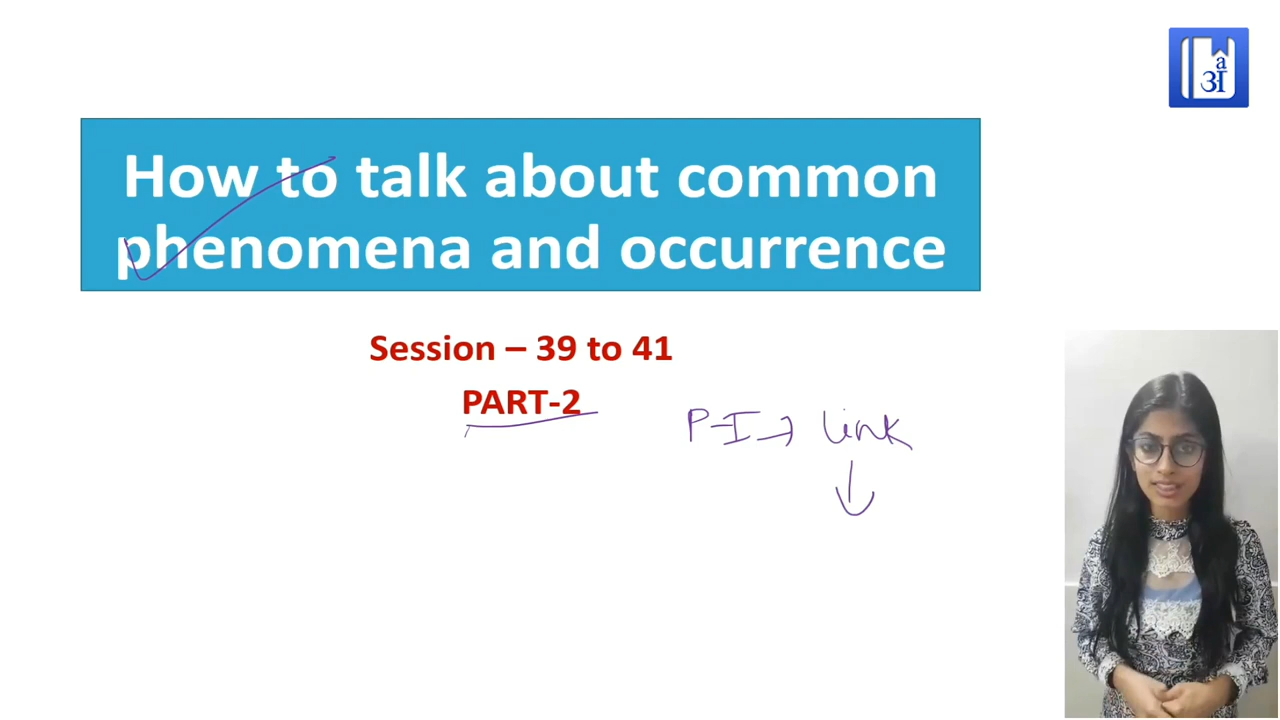 a
अ
How to talk about common
phenomena and occurrence
Session – 39 to 41
PART-2
P-I → link
↓